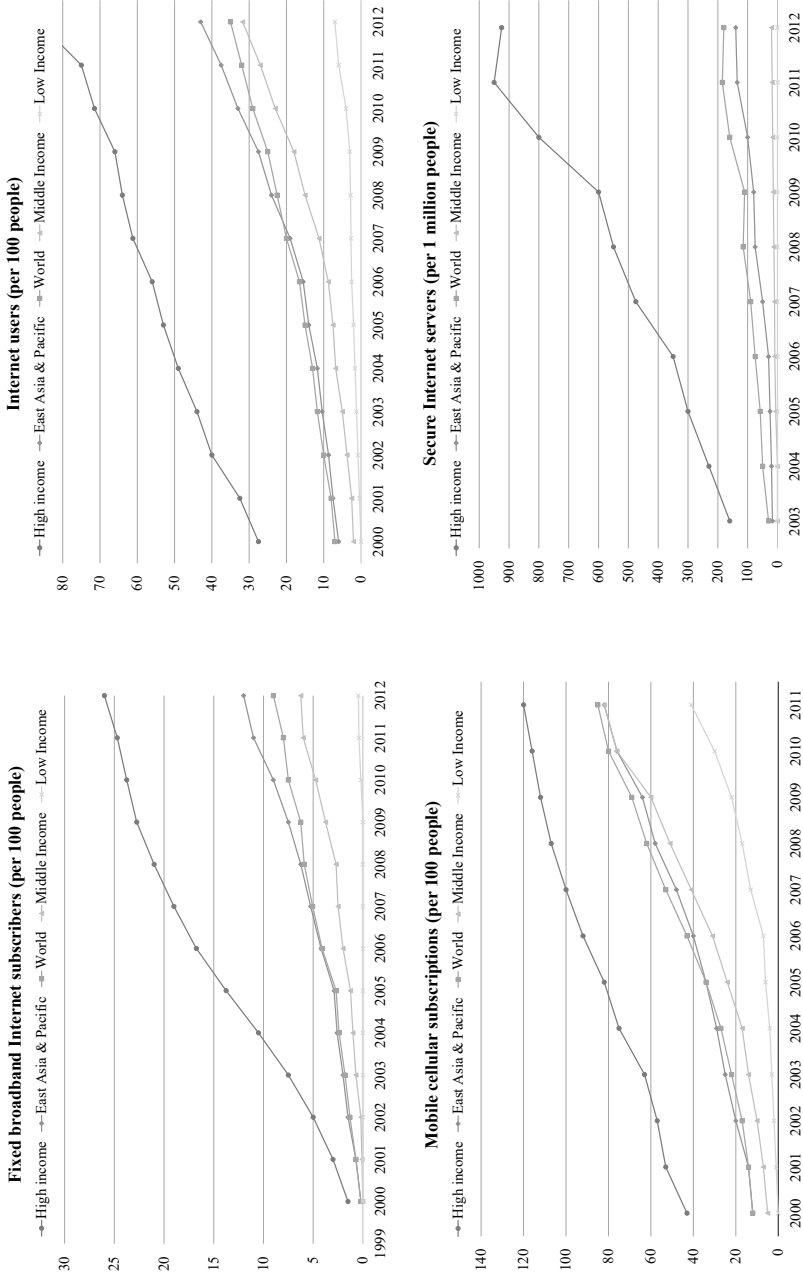 Fixed broadband Internet subscribers (per 100 people)
High income East Asia & Pacific World Middle Income Low Income
30
25
20
15
10
5
0
1999 2000 2001 2002 2003 2004 2005 2006 2007 2008 2009 2010 2011 2012
Internet users (per 100 people)
High income East Asia & Pacific World Middle Income Low Income
80
70
60
50
40
30
20
10
0
2000 2001 2002 2003 2004 2005 2006 2007 2008 2009 2010 2011 2012
Mobile cellular subscriptions (per 100 people)
High income East Asia & Pacific World Middle Income Low Income
140
120
100
80
60
40
20
0
2000 2001 2002 2003 2004 2005 2006 2007 2008 2009 2010 2011
Secure Internet servers (per 1 million people)
High income East Asia & Pacific World Middle Income Low Income
1000
900
800
700
600
500
400
300
200
100
0
2003 2004 2005 2006 2007 2008 2009 2010 2011 2012